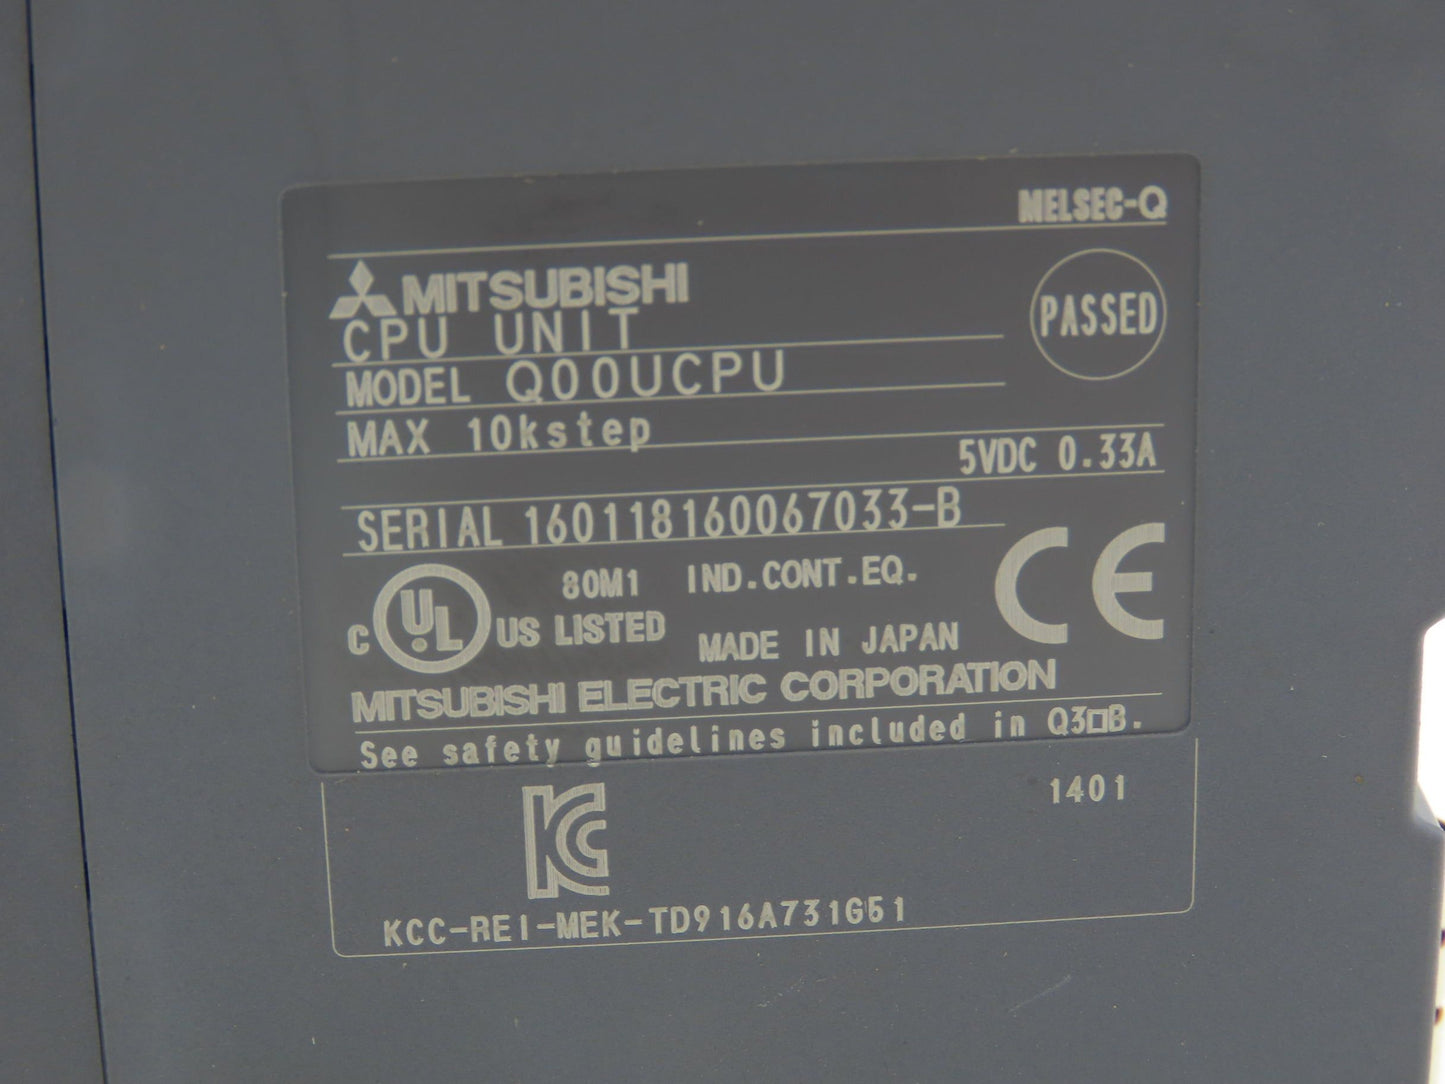 MELSEC-Q
MITSUBISHI
CPU UNIT
PASSED
MODEL Q00UCPU
MAX 10kstep
5VDC 0.33A
SERIAL 160118160067033-B
80M1 IND.CONT.EQ.
C UL US LISTED
CE
MADE IN JAPAN
MITSUBISHI ELECTRIC CORPORATION
See safety guidelines included in Q3□B.
1401
KC
KCC-REI-MEK-TD916A731G51